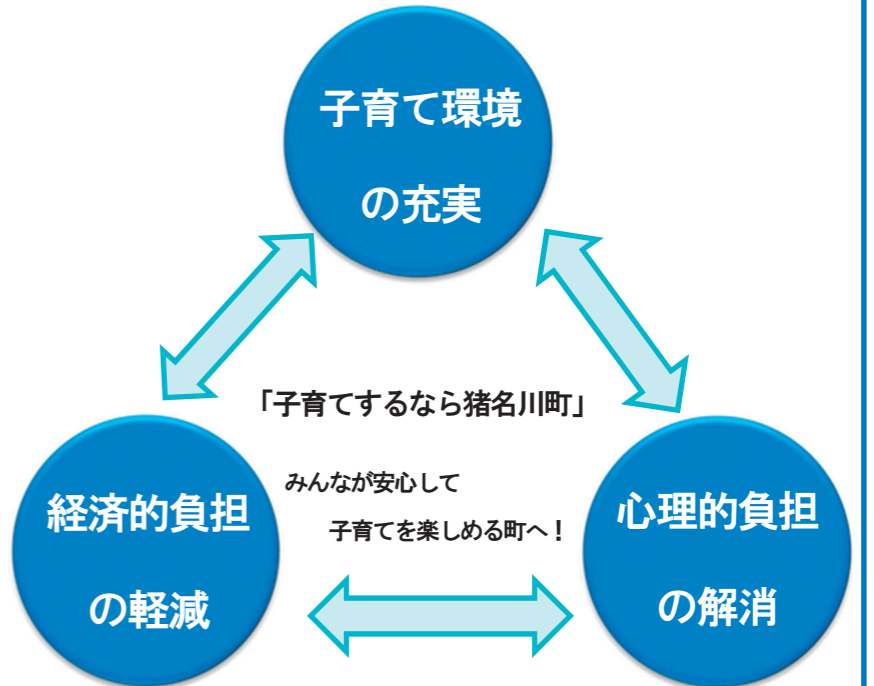 子育て環境
の充実
「子育てするなら猪名川町」
みんなが安心して
子育てを楽しめる町へ！
経済的負担
の軽減
心理的負担
の解消